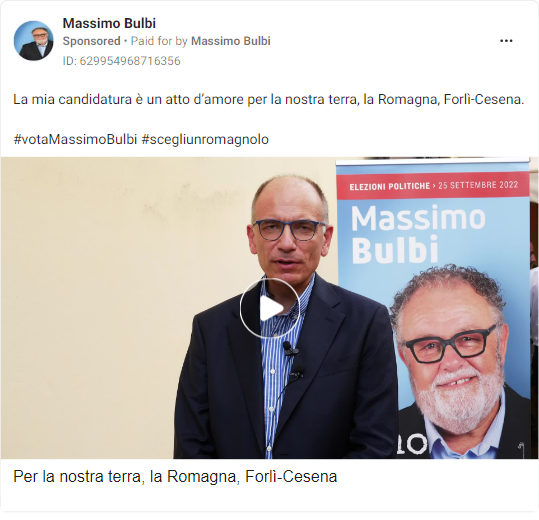 Massimo Bulbi
Sponsored • Paid for by Massimo Bulbi
ID: 629954968716356
La mia candidatura è un atto d'amore per la nostra terra, la Romagna, Forlì-Cesena.
#votaMassimoBulbi #scegliunromagnolo
ELEZIONI POLITICHE > 25 SETTEMBRE 2022
Massimo
Bulbi
no
Per la nostra terra, la Romagna, Forlì-Cesena